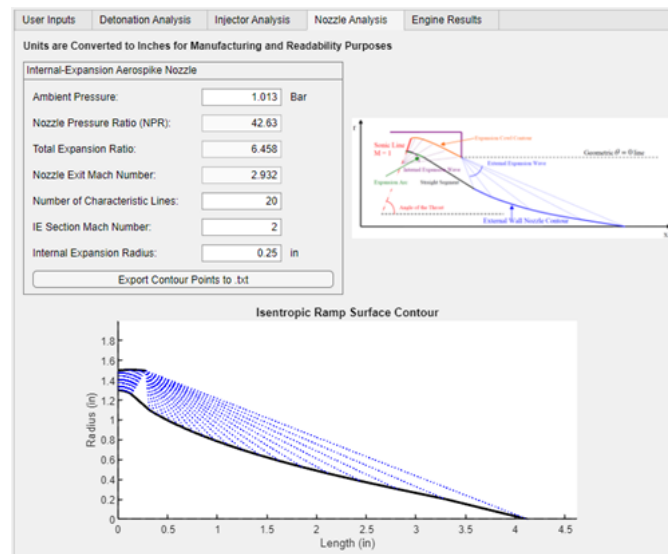 User Inputs Detonation Analysis Injector Analysis Nozzle Analysis Engine Results
Units are Converted to Inches for Manufacturing and Readability Purposes
Internal-Expansion Aerospike Nozzle
Ambient Pressure: 1.013 Bar
Nozzle Pressure Ratio (NPR): 42.63
Total Expansion Ratio: 6.458
Nozzle Exit Mach Number: 2.932
Number of Characteristic Lines: 20
IE Section Mach Number: 2
Internal Expansion Radius: 0.25 in
Export Contour Points to .txt
r
Expansion Cowl Contour
Sonic Line
M = 1
Geometric θ = 0 line
External Expansion Wave
Internal Expansion Wave
Expansion Arc
Straight Segment
Angle of the Thruster
External Wall Nozzle Contour
x
Isentropic Ramp Surface Contour
1.8
1.6
1.4
1.2
1
0.8
0.6
0.4
0.2
0
Radius (in)
0 0.5 1 1.5 2 2.5 3 3.5 4 4.5
Length (in)